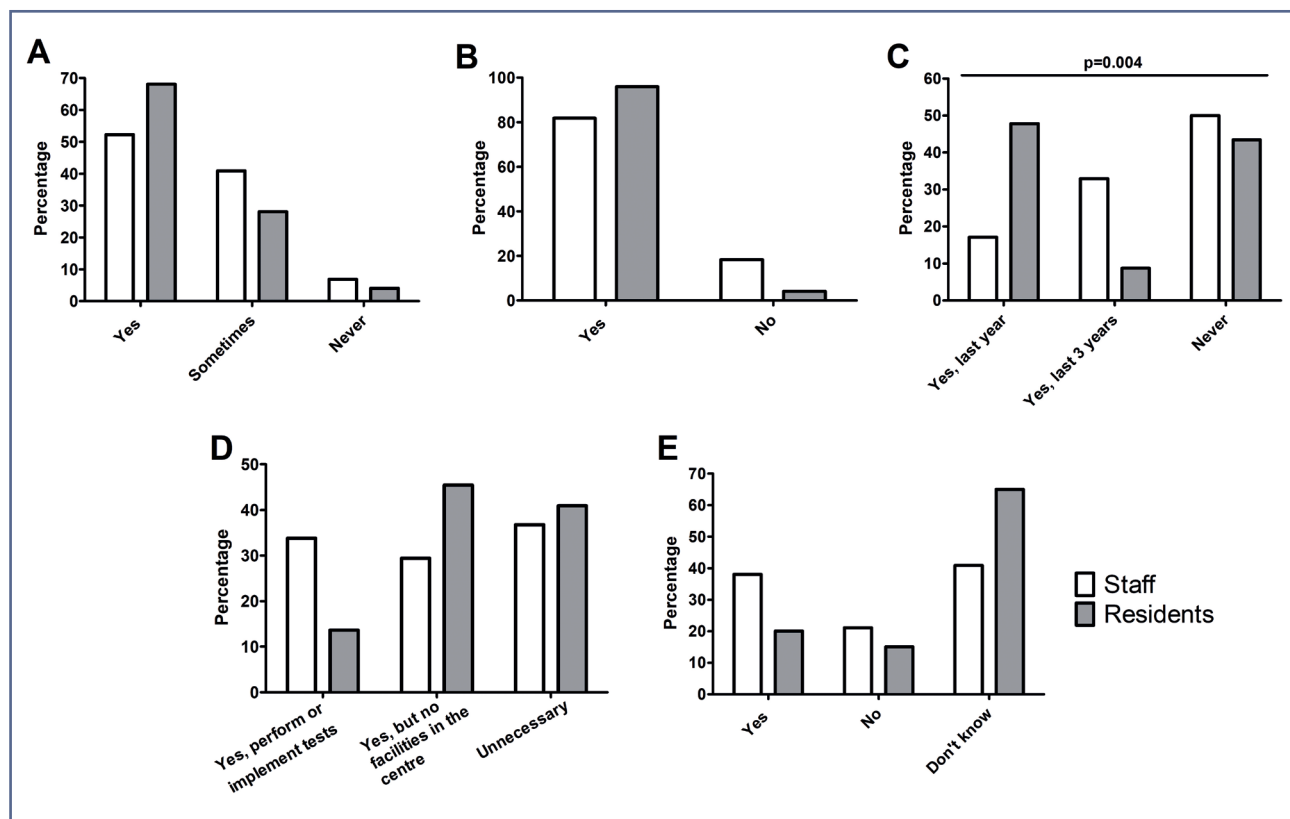 A
Percentage
70
60
50
40
30
20
10
0
Yes
Sometimes
Never
B
Percentage
100
80
60
40
20
0
Yes
No
C
p=0.004
Percentage
60
50
40
30
20
10
0
Yes, last year
Yes, last 3 years
Never
D
Percentage
50
40
30
20
10
0
Yes, perform or
implement tests
Yes, but no
facilities in the
centre
Unnecessary
E
Percentage
70
60
50
40
30
20
10
0
Yes
No
Don't know
Staff
Residents